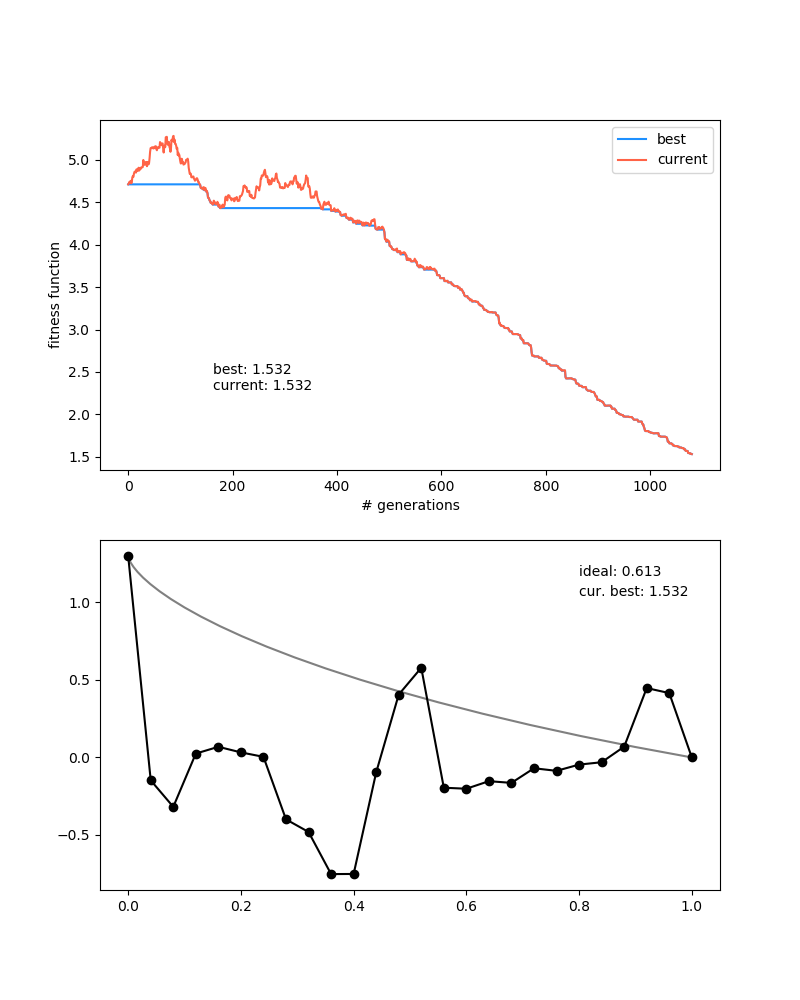 best
current
5.0
4.5
4.0
3.5
3.0
2.5
2.0
1.5
fitness function
best: 1.532
current: 1.532
0 200 400 600 800 1000
# generations
ideal: 0.613
cur. best: 1.532
1.0
0.5
0.0
−0.5
0.0 0.2 0.4 0.6 0.8 1.0